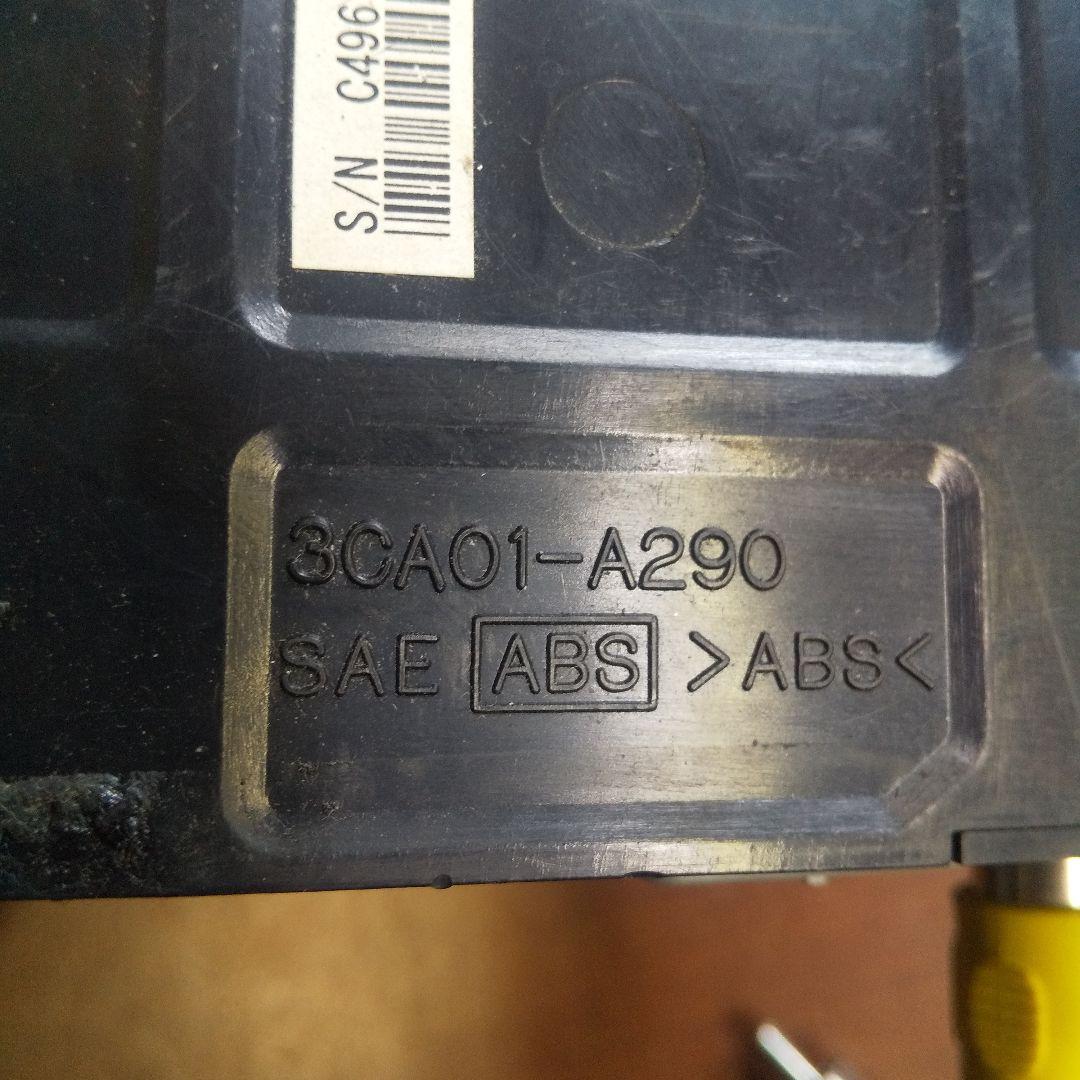 S/N C496
3CA01-A290
SAE ABS >ABS<